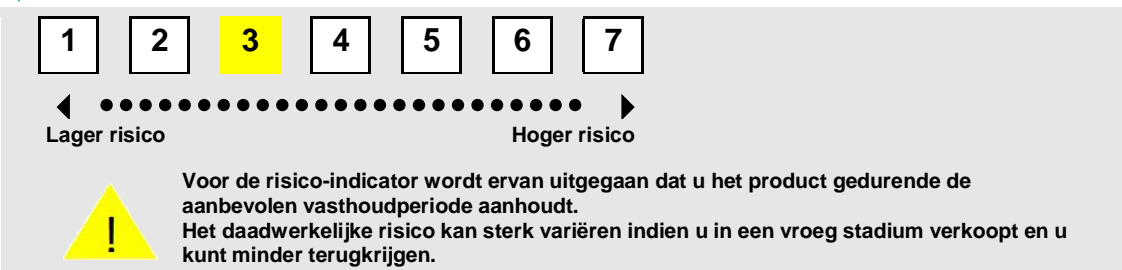 1 2 3 4 5 6 7
Lager risico Hoger risico
! Voor de risico-indicator wordt ervan uitgegaan dat u het product gedurende de
aanbevolen vasthoudperiode aanhoudt.
Het daadwerkelijke risico kan sterk variëren indien u in een vroeg stadium verkoopt en u
kunt minder terugkrijgen.